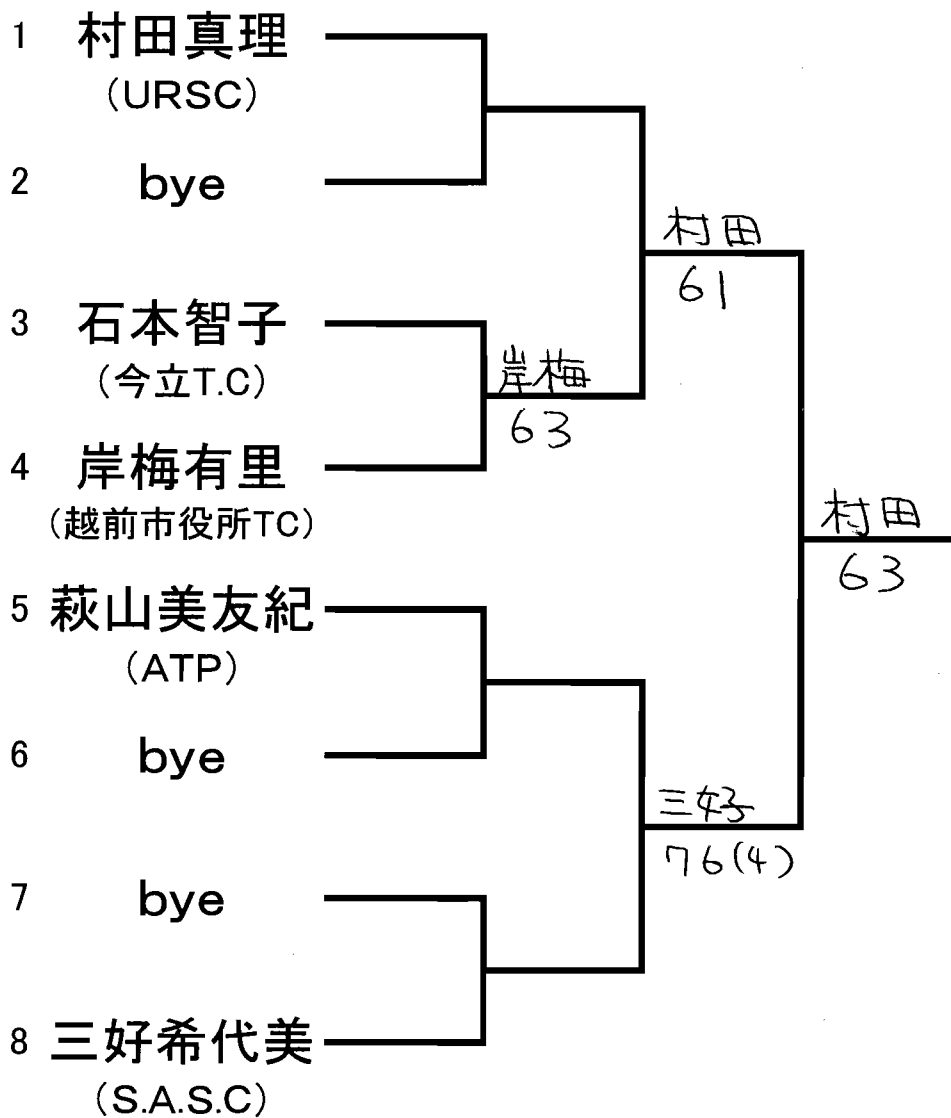 1 村田真理
(URSC)
2 bye
村田
61
3 石本智子
(今立T.C)
岸梅
63
4 岸梅有里
(越前市役所TC)
村田
63
5 萩山美友紀
(ATP)
6 bye
三好
76(4)
7 bye
8 三好希代美
(S.A.S.C)